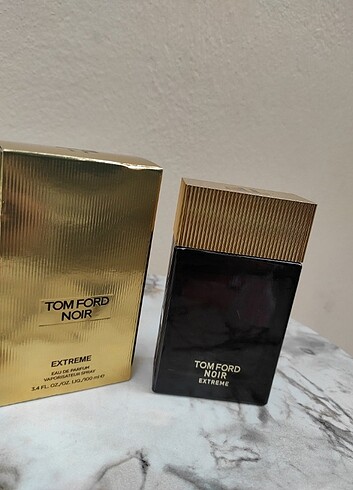 TOM FORD
NOIR
EXTREME
EAU DE PARFUM
VAPORISATEUR SPRAY
3.4 FL. OZ./OZ. LIQ./100 ml ℮
TOM FORD
NOIR
EXTREME